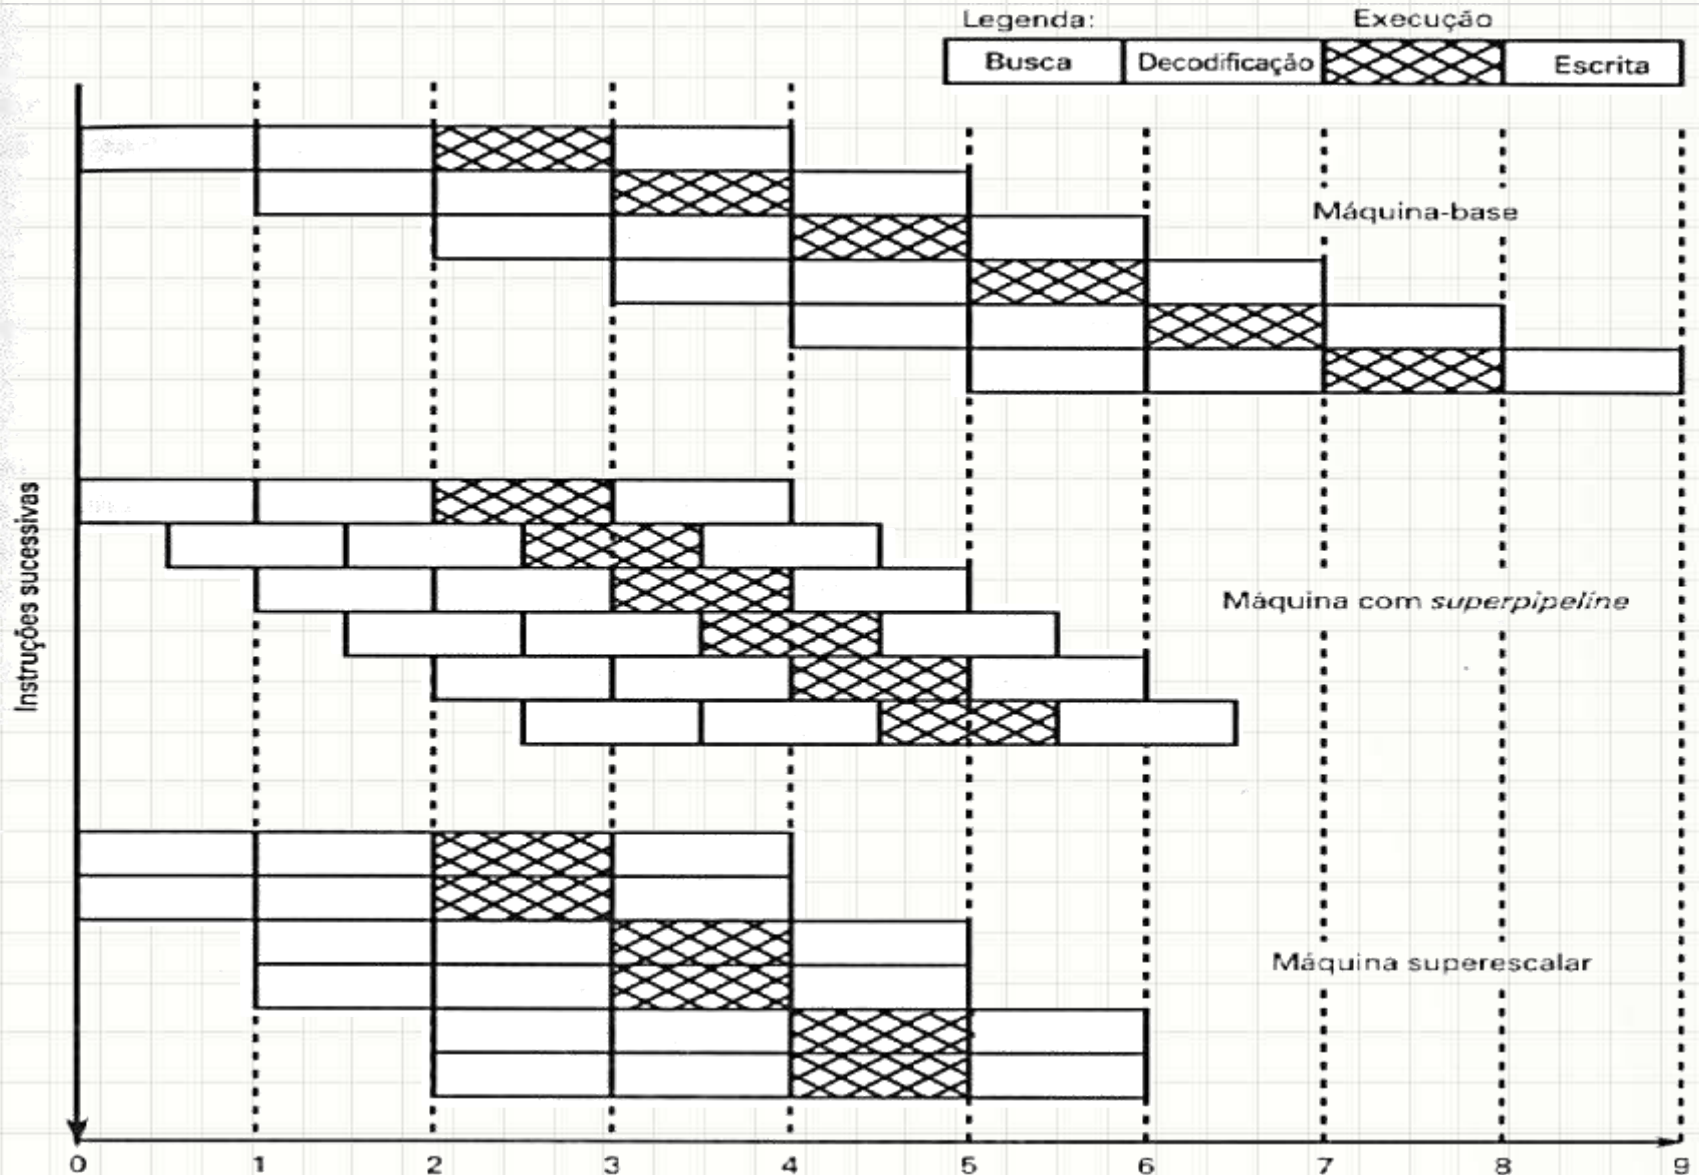 Legenda:
Execução
Busca
Decodificação
Escrita
Máquina-base
Instruções sucessivas
Máquina com superpipeline
Máquina superescalar
0 1 2 3 4 5 6 7 8 9